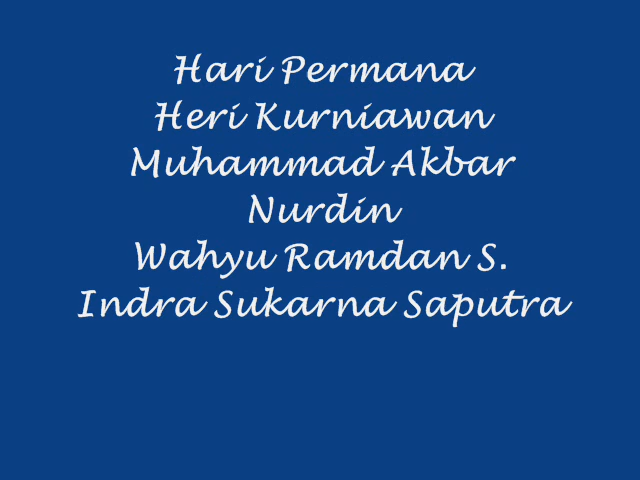 Hari Permana
Heri Kurniawan
Muhammad Akbar
Nurdin
Wahyu Ramdan S.
Indra Sukarna Saputra